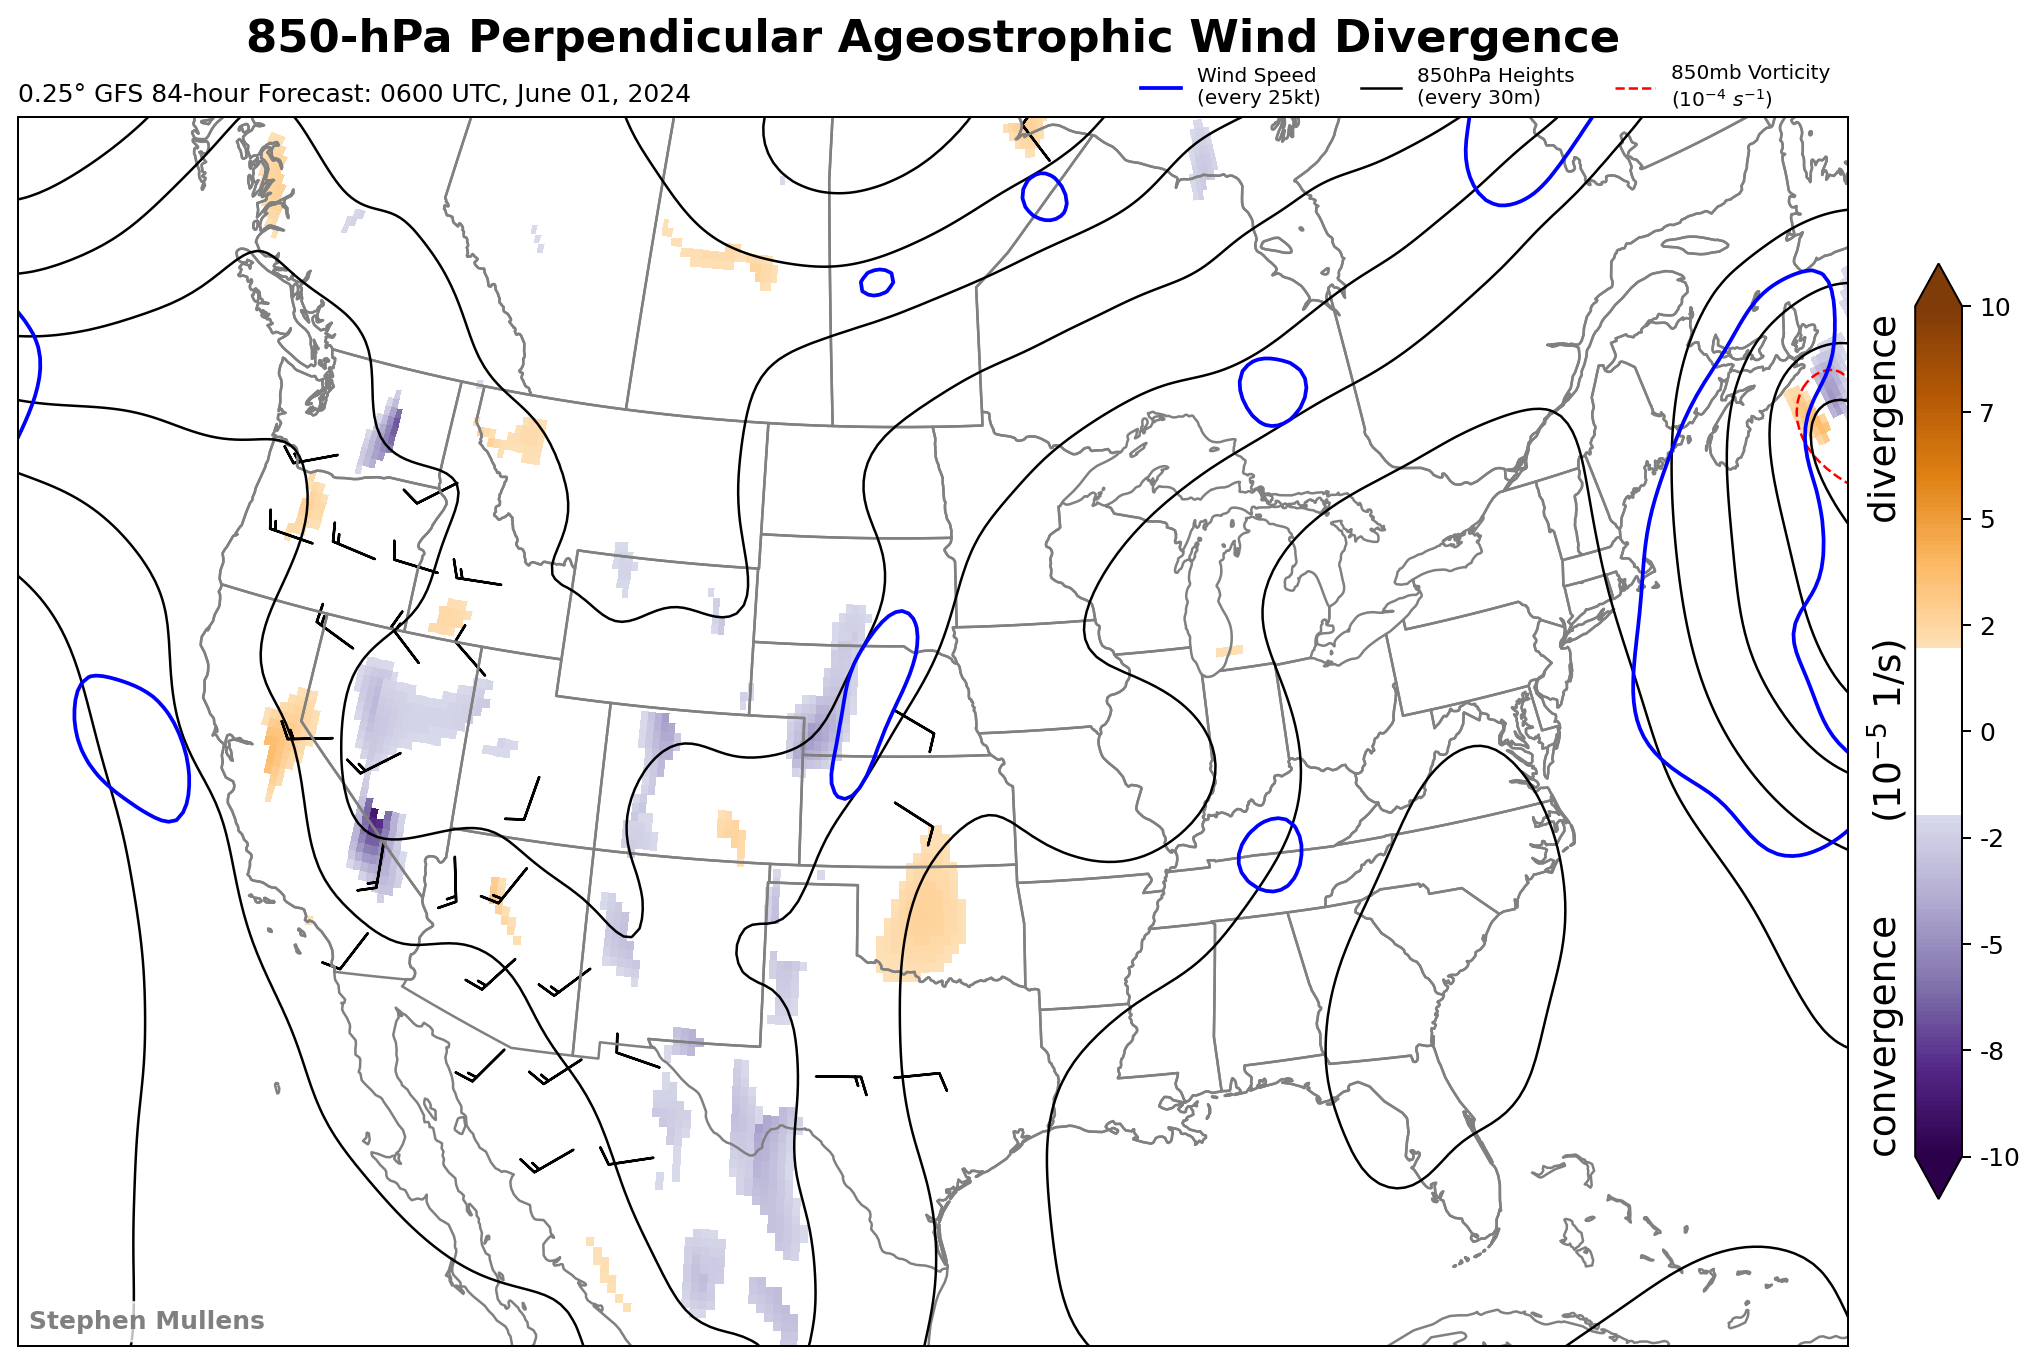 850-hPa Perpendicular Ageostrophic Wind Divergence
0.25° GFS 84-hour Forecast: 0600 UTC, June 01, 2024
Wind Speed
(every 25kt)
850hPa Heights
(every 30m)
850mb Vorticity
(10⁻⁴ s⁻¹)
10
7
5
2
0
-2
-5
-8
-10
convergence (10⁻⁵ 1/s) divergence
Stephen Mullens